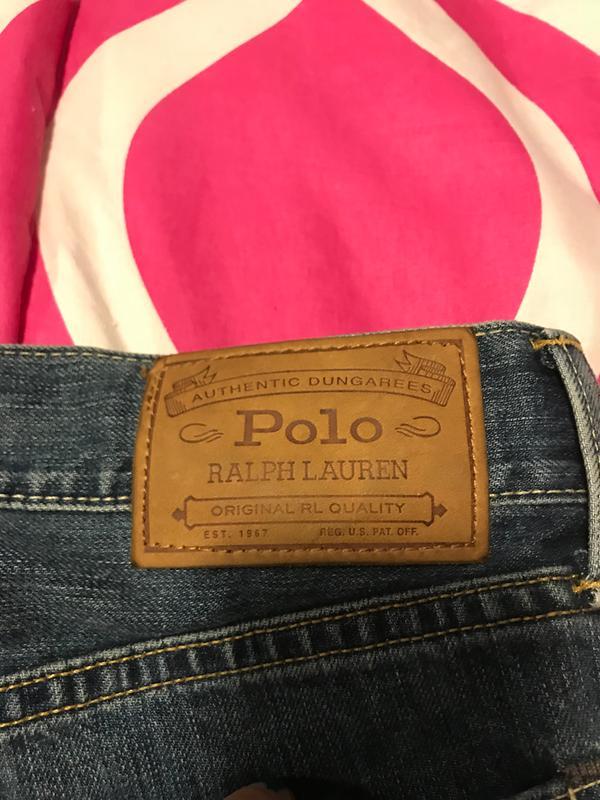 AUTHENTIC DUNGAREES
Polo
RALPH LAUREN
ORIGINAL RL QUALITY
EST. 1967 REG. U.S. PAT. OFF.